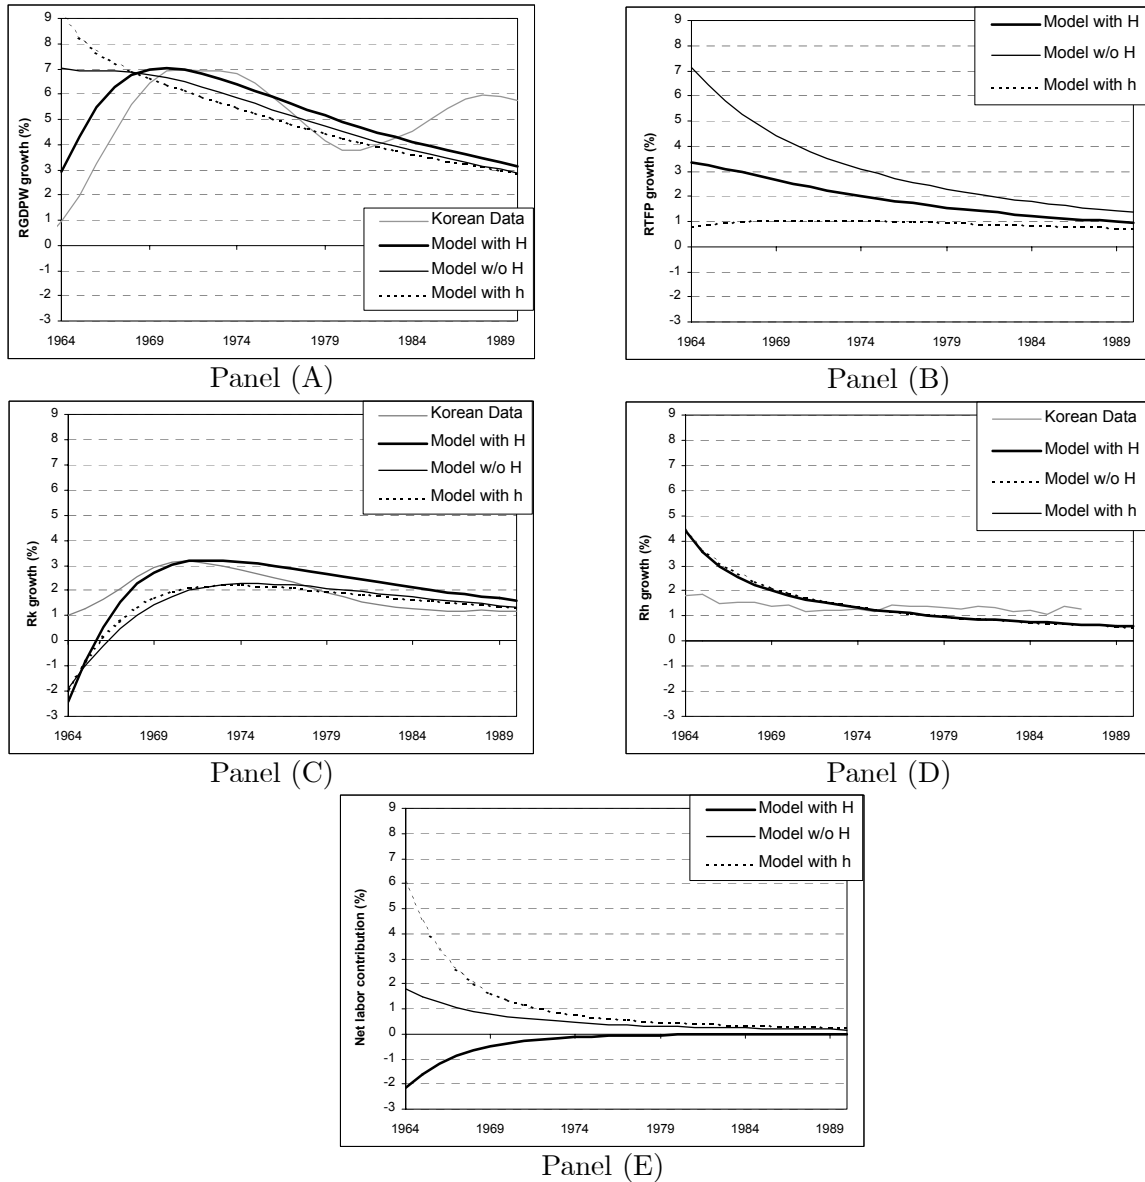 9
8
7
6
5
4
3
2
1
0
-1
-2
-3
RGDPW growth (%)
1964 1969 1974 1979 1984 1989
Korean Data
Model with H
Model w/o H
Model with h
Panel (A)
9
8
7
6
5
4
3
2
1
0
-1
-2
-3
RTFP growth (%)
1964 1969 1974 1979 1984 1989
Model with H
Model w/o H
Model with h
Panel (B)
9
8
7
6
5
4
3
2
1
0
-1
-2
-3
Rk growth (%)
1964 1969 1974 1979 1984 1989
Korean Data
Model with H
Model w/o H
Model with h
Panel (C)
9
8
7
6
5
4
3
2
1
0
-1
-2
-3
Rh growth (%)
1964 1969 1974 1979 1984 1989
Korean Data
Model with H
Model w/o H
Model with h
Panel (D)
9
8
7
6
5
4
3
2
1
0
-1
-2
-3
Net labor contribution (%)
1964 1969 1974 1979 1984 1989
Model with H
Model w/o H
Model with h
Panel (E)